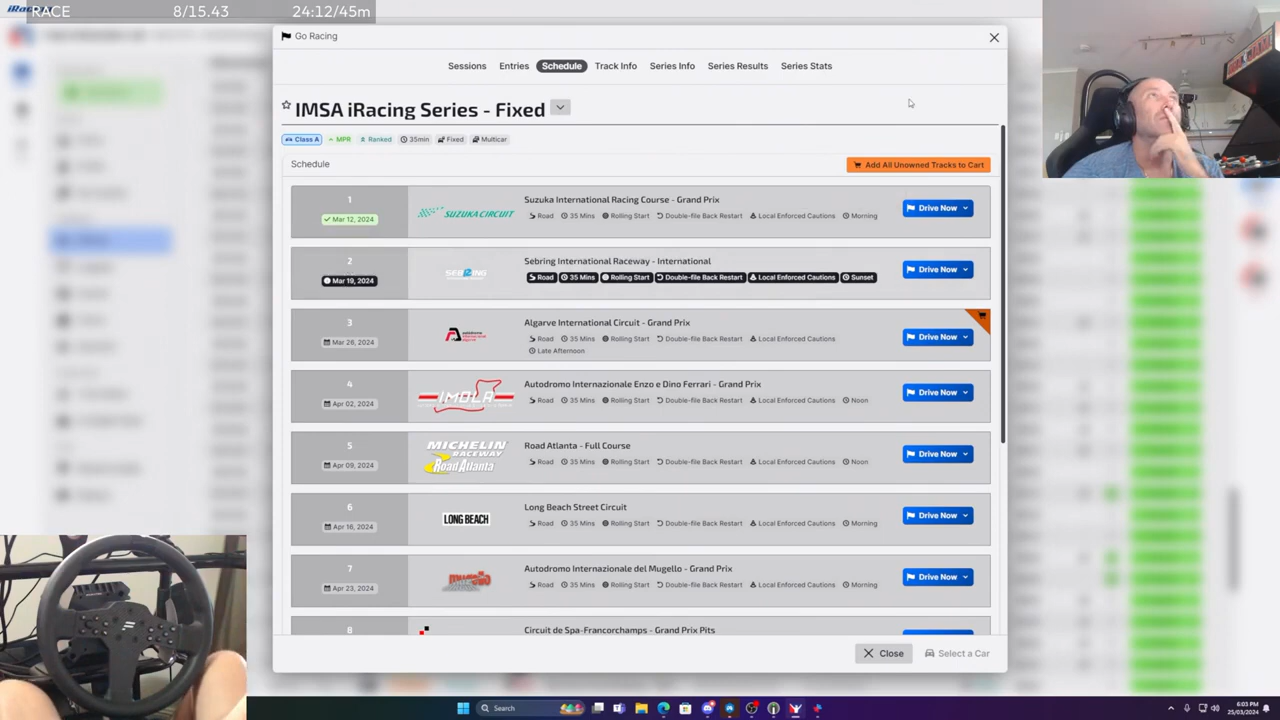 RACE 8/15.43 24:12/45m
Go Racing
Sessions Entries Schedule Track Info Series Info Series Results Series Stats
IMSA iRacing Series - Fixed
Class A MPR Ranked 35min Fixed Multicar
Schedule
Add All Unowned Tracks to Cart
1
Mar 12, 2024
SUZUKA CIRCUIT
Suzuka International Racing Course - Grand Prix
Road 35 Mins Rolling Start Double-file Back Restart Local Enforced Cautions Morning
Drive Now
2
Mar 19, 2024
SEBRING
Sebring International Raceway - International
Road 35 Mins Rolling Start Double-file Back Restart Local Enforced Cautions Sunset
Drive Now
3
Mar 26, 2024
Algarve International Circuit - Grand Prix
Road 35 Mins Rolling Start Double-file Back Restart Local Enforced Cautions
Late Afternoon
Drive Now
4
Apr 02, 2024
IMOLA
Autodromo Internazionale Enzo e Dino Ferrari - Grand Prix
Road 35 Mins Rolling Start Double-file Back Restart Local Enforced Cautions Noon
Drive Now
5
Apr 09, 2024
MICHELIN
RACEWAY
Road Atlanta
Road Atlanta - Full Course
Road 35 Mins Rolling Start Double-file Back Restart Local Enforced Cautions Noon
Drive Now
6
Apr 16, 2024
LONG BEACH
Long Beach Street Circuit
Road 35 Mins Rolling Start Double-file Back Restart Local Enforced Cautions Morning
Drive Now
7
Apr 23, 2024
Autodromo Internazionale del Mugello - Grand Prix
Road 35 Mins Rolling Start Double-file Back Restart Local Enforced Cautions Morning
Drive Now
8
Circuit de Spa-Francorchamps - Grand Prix Pits
Close Select a Car
Search
6:03 PM
25/03/2024